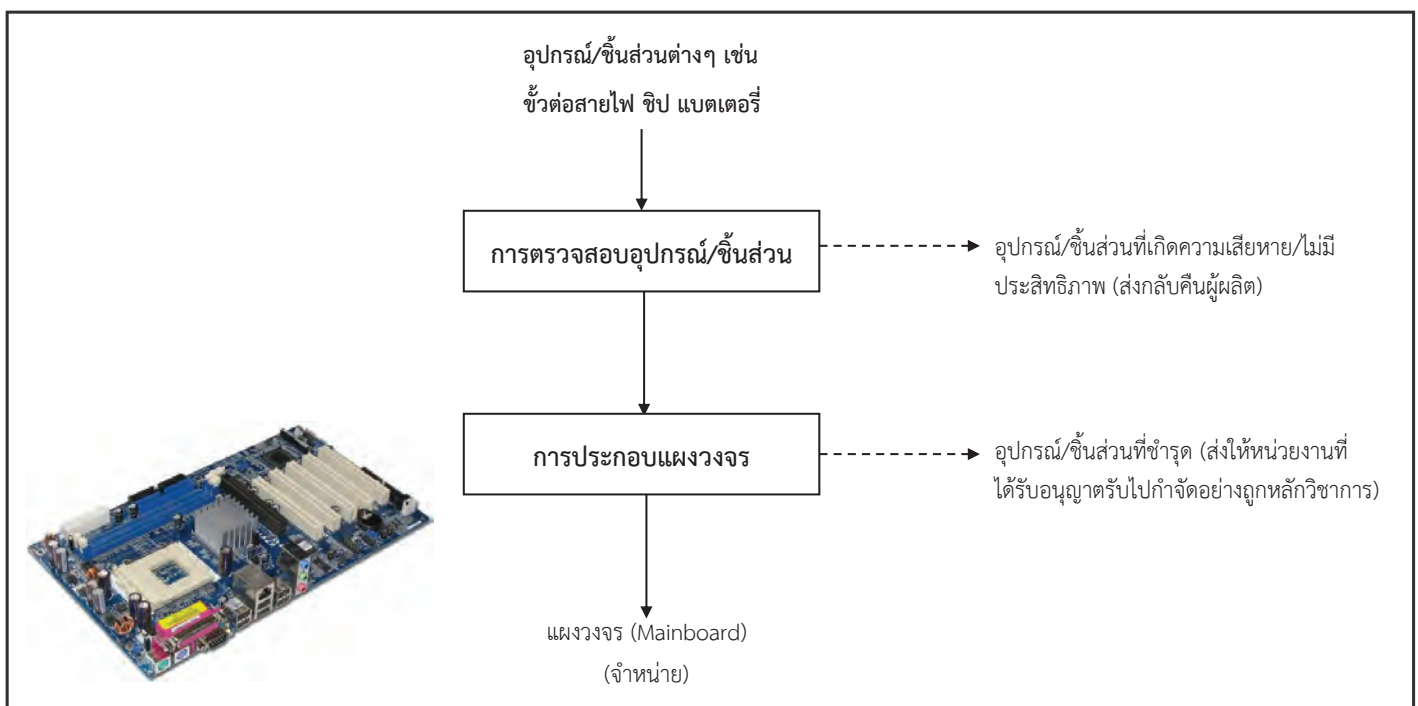 อุปกรณ์/ชิ้นส่วนต่างๆ เช่น
ขั้วต่อสายไฟ ชิป แบตเตอรี่
การตรวจสอบอุปกรณ์/ชิ้นส่วน
อุปกรณ์/ชิ้นส่วนที่เกิดความเสียหาย/ไม่มี
ประสิทธิภาพ (ส่งกลับคืนผู้ผลิต)
การประกอบแผงวงจร
อุปกรณ์/ชิ้นส่วนที่ชำรุด (ส่งให้หน่วยงานที่
ได้รับอนุญาตรับไปกำจัดอย่างถูกหลักวิชาการ)
แผงวงจร (Mainboard)
(จำหน่าย)